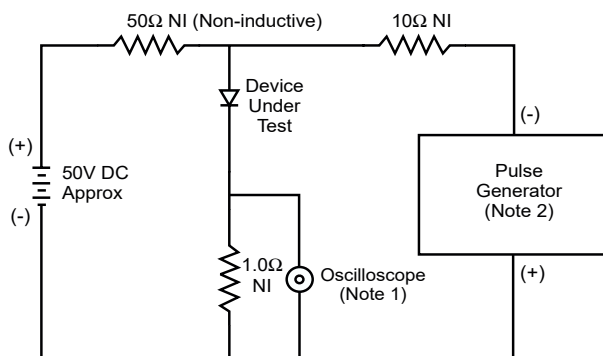 50Ω NI (Non-inductive)
10Ω NI
Device
Under
Test
(+)
50V DC
Approx
(-)
1.0Ω
NI
Oscilloscope
(Note 1)
(-)
Pulse
Generator
(Note 2)
(+)